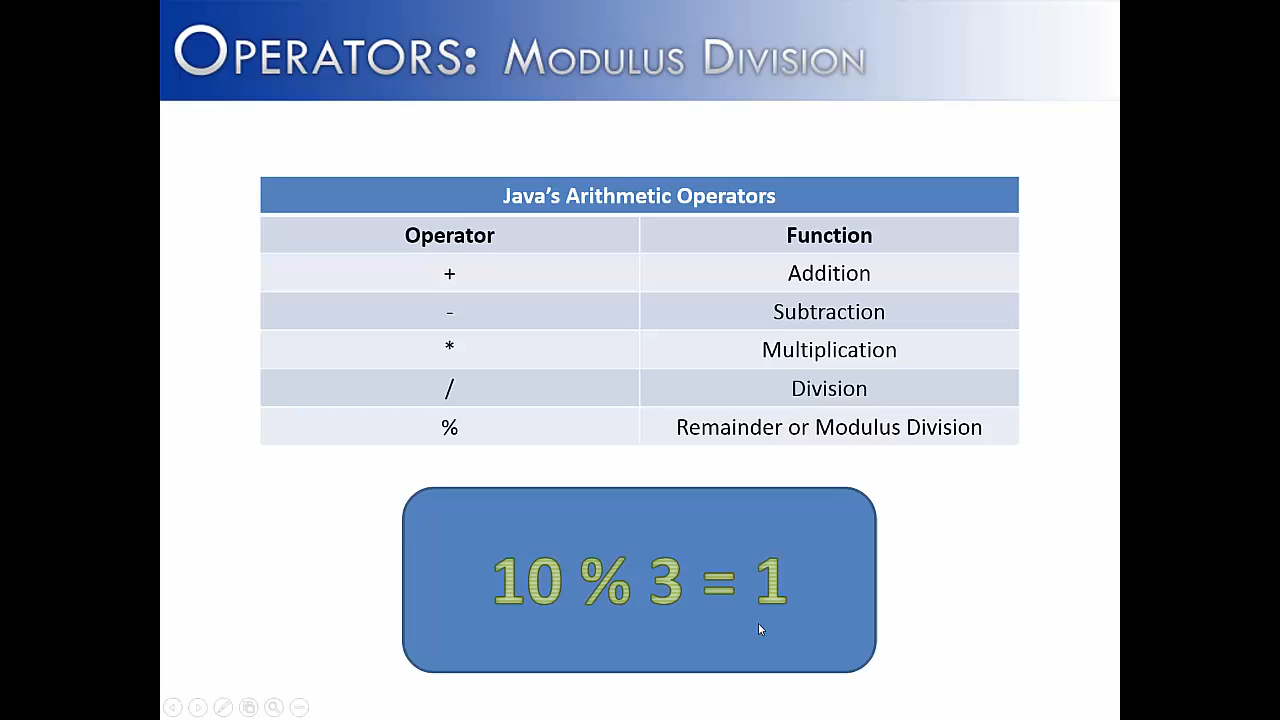 OPERATORS: MODULUS DIVISION
Java's Arithmetic Operators
Operator Function
+ Addition
- Subtraction
* Multiplication
/ Division
% Remainder or Modulus Division
10 % 3 = 1